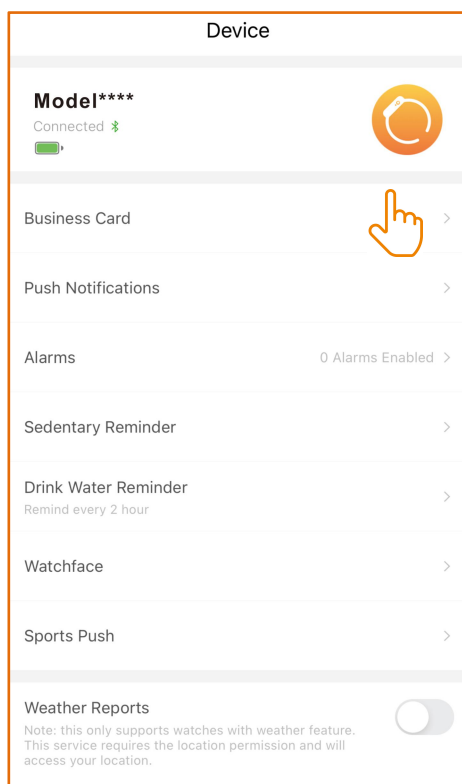 Device
Model****
Connected
Business Card
Push Notifications
Alarms
0 Alarms Enabled
Sedentary Reminder
Drink Water Reminder
Remind every 2 hour
Watchface
Sports Push
Weather Reports
Note: this only supports watches with weather feature.
This service requires the location permission and will
access your location.